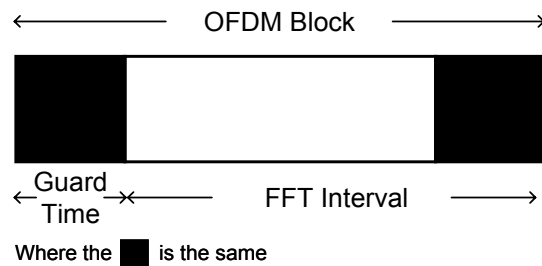 OFDM Block
Guard
Time
FFT Interval
Where the is the same